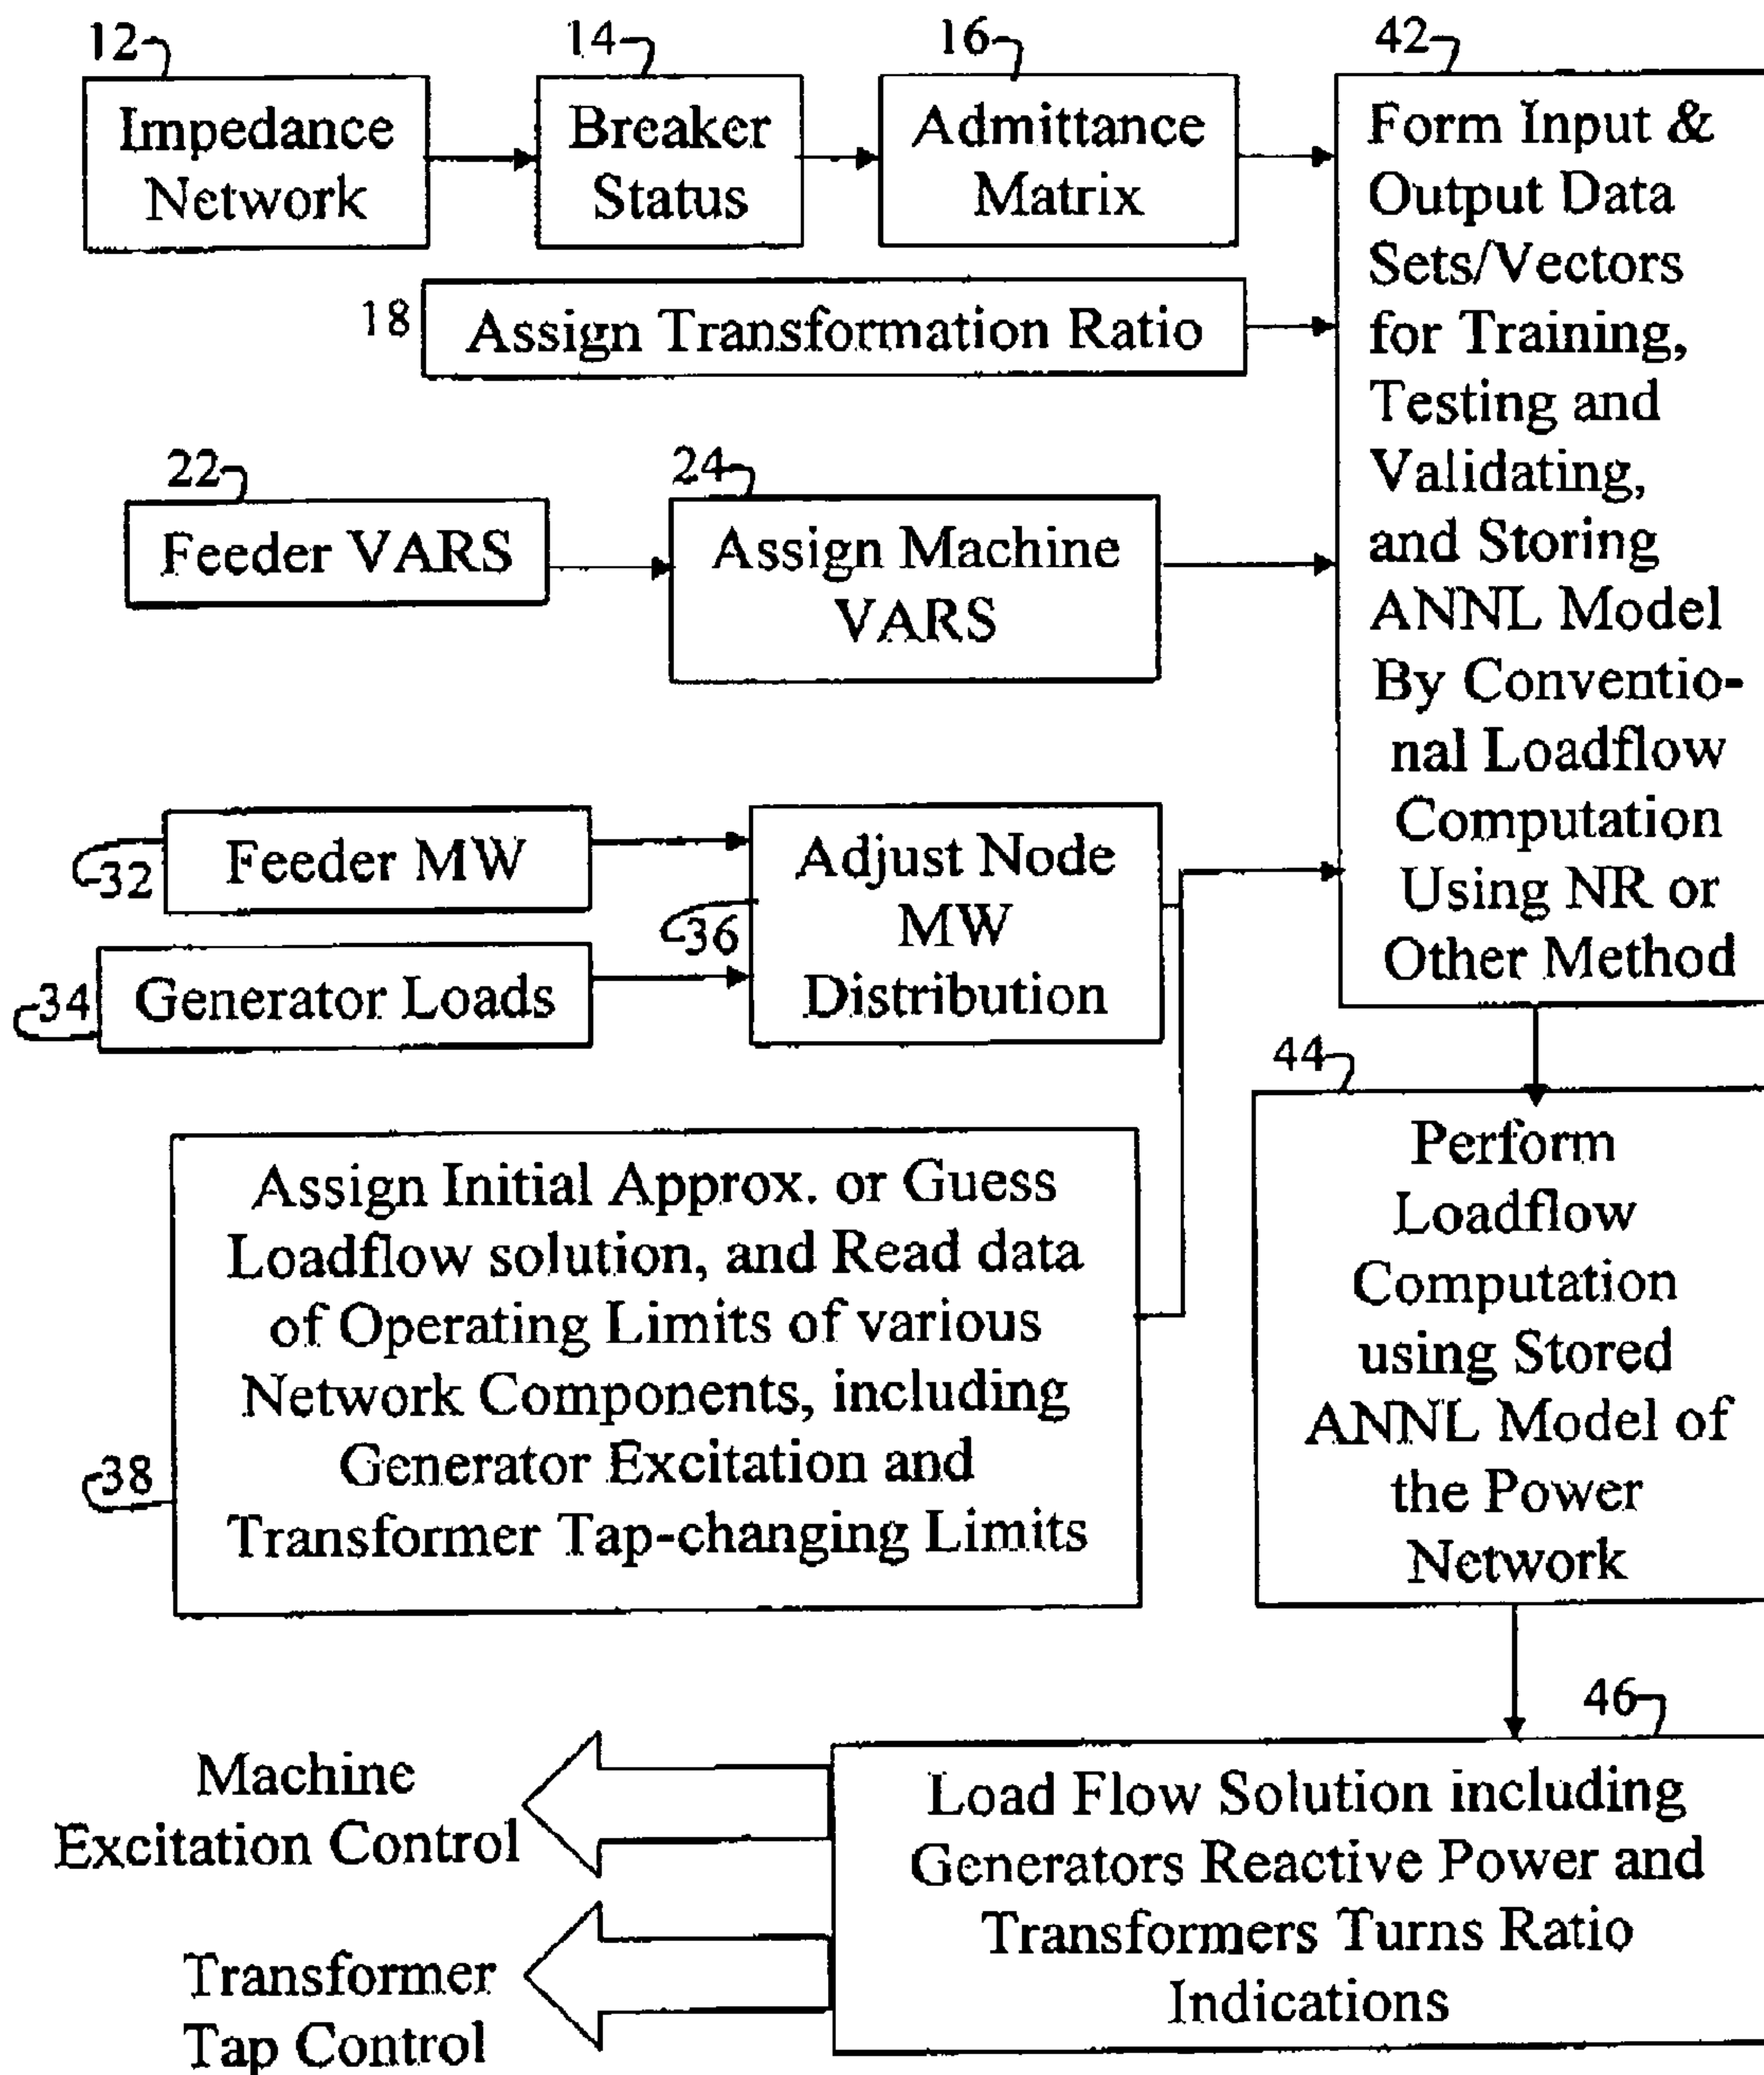 12
Impedance
Network
14
Breaker
Status
16
Admittance
Matrix
18
Assign Transformation Ratio
22
Feeder VARS
24
Assign Machine
VARS
32
Feeder MW
34
Generator Loads
36
Adjust Node
MW
Distribution
38
Assign Initial Approx. or Guess
Loadflow solution, and Read data
of Operating Limits of various
Network Components, including
Generator Excitation and
Transformer Tap-changing Limits
42
Form Input &
Output Data
Sets/Vectors
for Training,
Testing and
Validating,
and Storing
ANNL Model
By Conventio-
nal Loadflow
Computation
Using NR or
Other Method
44
Perform
Loadflow
Computation
using Stored
ANNL Model of
the Power
Network
46
Load Flow Solution including
Generators Reactive Power and
Transformers Turns Ratio
Indications
Machine
Excitation Control
Transformer
Tap Control